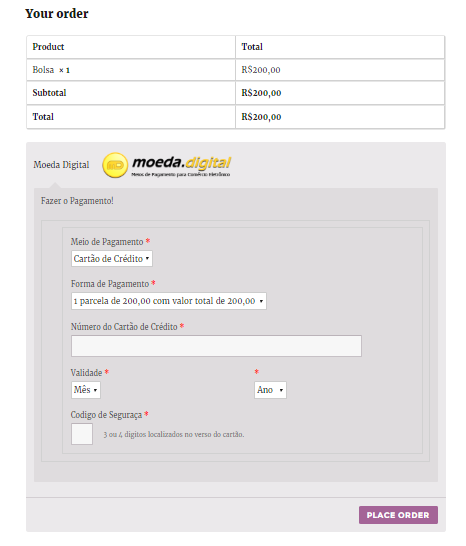 Your order
Product Total
Bolsa × 1 R$200,00
Subtotal R$200,00
Total R$200,00
Moeda Digital moeda.digital
Meios de Pagamento para Comércio Eletrônico
Fazer o Pagamento!
Meio de Pagamento *
Cartão de Crédito
Forma de Pagamento *
1 parcela de 200,00 com valor total de 200,00
Número do Cartão de Crédito *
Validade * *
Mês Ano
Codigo de Seguraça *
3 ou 4 digitos localizados no verso do cartão.
PLACE ORDER